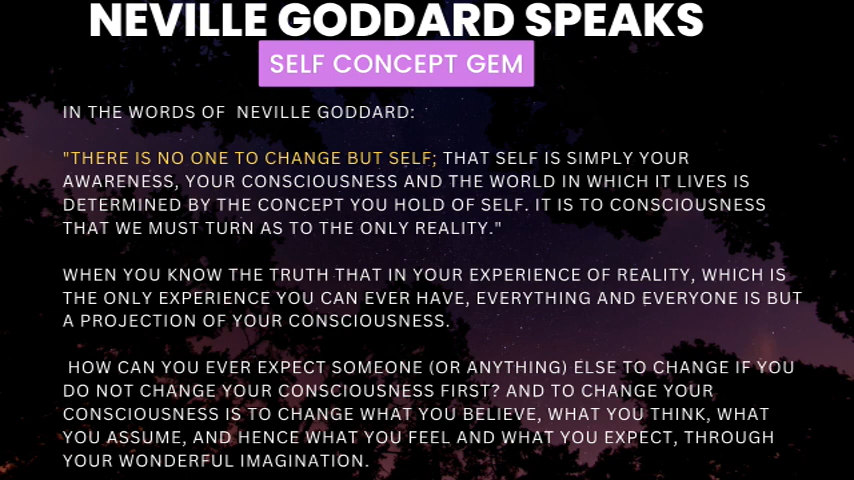 NEVILLE GODDARD SPEAKS
SELF CONCEPT GEM
IN THE WORDS OF  NEVILLE GODDARD:
"THERE IS NO ONE TO CHANGE BUT SELF; THAT SELF IS SIMPLY YOUR
AWARENESS, YOUR CONSCIOUSNESS AND THE WORLD IN WHICH IT LIVES IS
DETERMINED BY THE CONCEPT YOU HOLD OF SELF. IT IS TO CONSCIOUSNESS
THAT WE MUST TURN AS TO THE ONLY REALITY."
WHEN YOU KNOW THE TRUTH THAT IN YOUR EXPERIENCE OF REALITY, WHICH IS
THE ONLY EXPERIENCE YOU CAN EVER HAVE, EVERYTHING AND EVERYONE IS BUT
A PROJECTION OF YOUR CONSCIOUSNESS.
HOW CAN YOU EVER EXPECT SOMEONE (OR ANYTHING) ELSE TO CHANGE IF YOU
DO NOT CHANGE YOUR CONSCIOUSNESS FIRST? AND TO CHANGE YOUR
CONSCIOUSNESS IS TO CHANGE WHAT YOU BELIEVE, WHAT YOU THINK, WHAT
YOU ASSUME, AND HENCE WHAT YOU FEEL AND WHAT YOU EXPECT, THROUGH
YOUR WONDERFUL IMAGINATION.